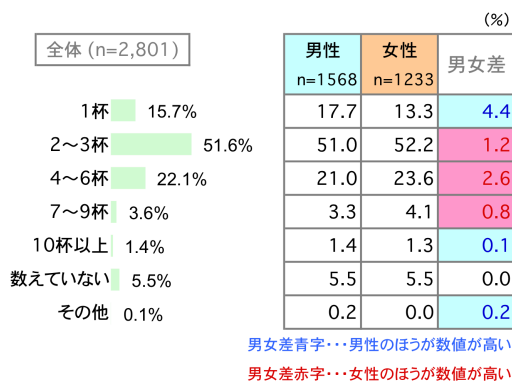 (%)
全体 (n=2,801)
男性 女性 男女差
n=1568 n=1233
1杯 15.7% 17.7 13.3 4.4
2～3杯 51.6% 51.0 52.2 1.2
4～6杯 22.1% 21.0 23.6 2.6
7～9杯 3.6% 3.3 4.1 0.8
10杯以上 1.4% 1.4 1.3 0.1
数えていない 5.5% 5.5 5.5 0.0
その他 0.1% 0.2 0.0 0.2
男女差青字･･･男性のほうが数値が高い
男女差赤字･･･女性のほうが数値が高い